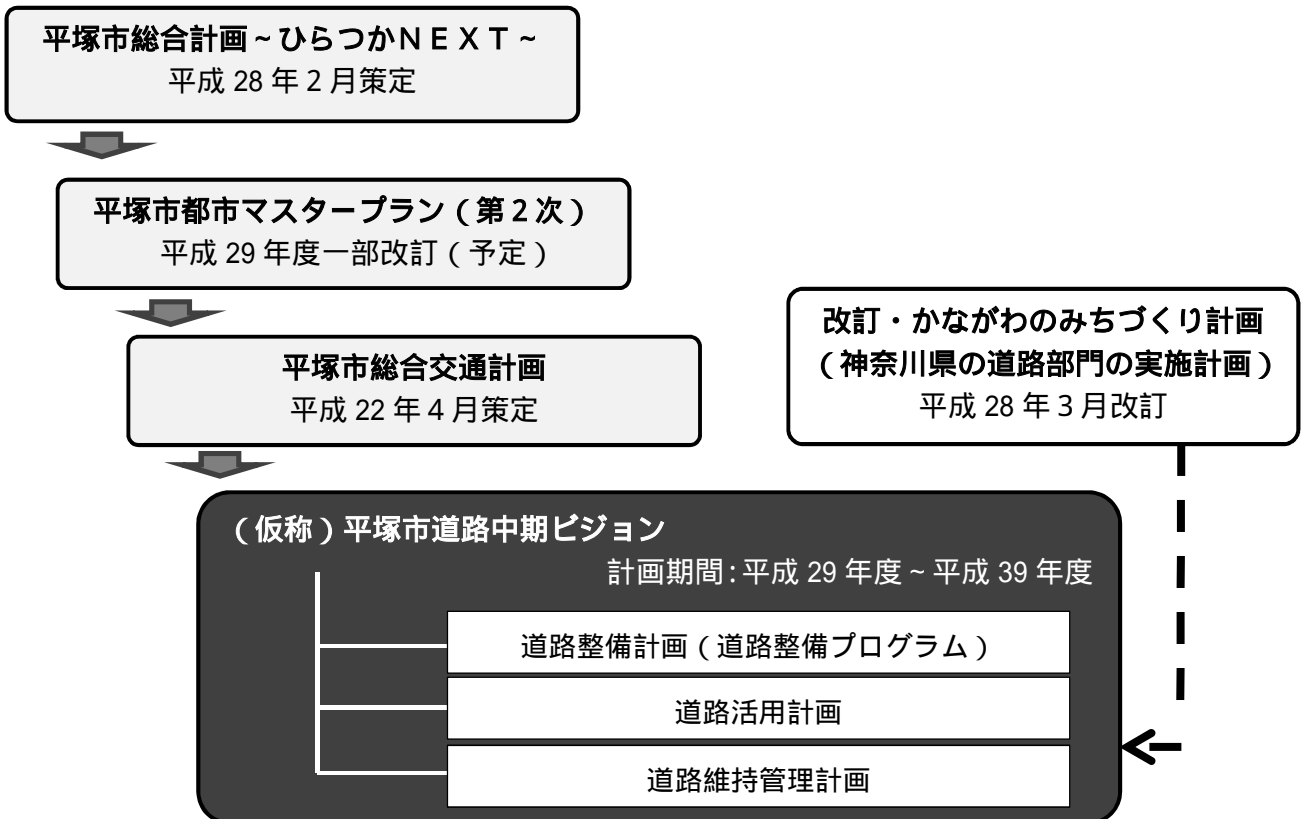 平塚市総合計画~ひらつかＮＥＸＴ~
平成 28 年２月策定
平塚市都市マスタープラン（第２次）
平成 29 年度一部改訂（予定）
平塚市総合交通計画
平成 22 年４月策定
改訂・かながわのみちづくり計画
（神奈川県の道路部門の実施計画）
平成 28 年３月改訂
（仮称）平塚市道路中期ビジョン
計画期間：平成 29 年度~平成 39 年度
道路整備計画（道路整備プログラム）
道路活用計画
道路維持管理計画